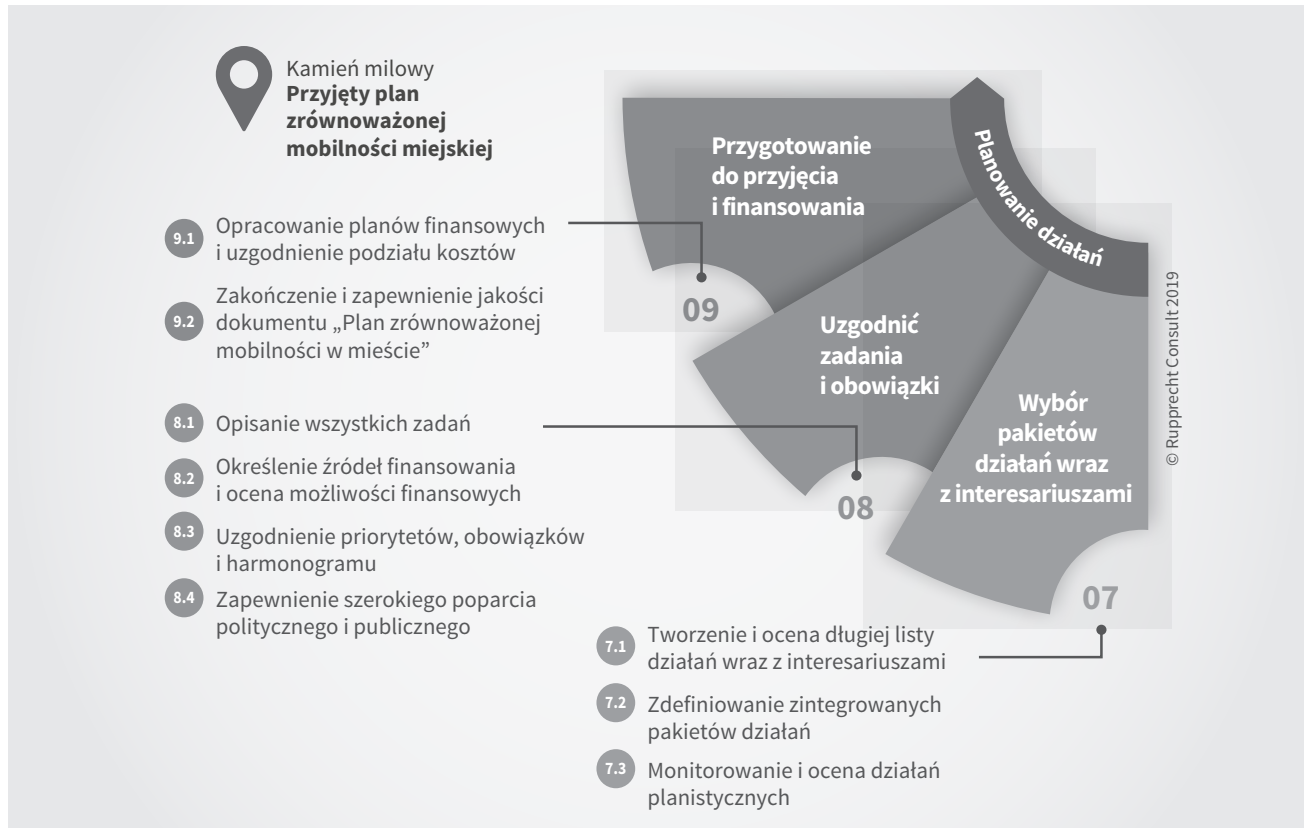 Kamień milowy
Przyjęty plan
zrównoważonej
mobilności miejskiej
9.1
Opracowanie planów finansowych
i uzgodnienie podziału kosztów
9.2
Zakończenie i zapewnienie jakości
dokumentu „Plan zrównoważonej
mobilności w mieście”
8.1
Opisanie wszystkich zadań
8.2
Określenie źródeł finansowania
i ocena możliwości finansowych
8.3
Uzgodnienie priorytetów, obowiązków
i harmonogramu
8.4
Zapewnienie szerokiego poparcia
politycznego i publicznego
Przygotowanie
do przyjęcia
i finansowania
09
Uzgodnić
zadania
i obowiązki
08
Wybór
pakietów
działań wraz
z interesariuszami
07
Planowanie działań
© Rupprecht Consult 2019
7.1
Tworzenie i ocena długiej listy
działań wraz z interesariuszami
7.2
Zdefiniowanie zintegrowanych
pakietów działań
7.3
Monitorowanie i ocena działań
planistycznych